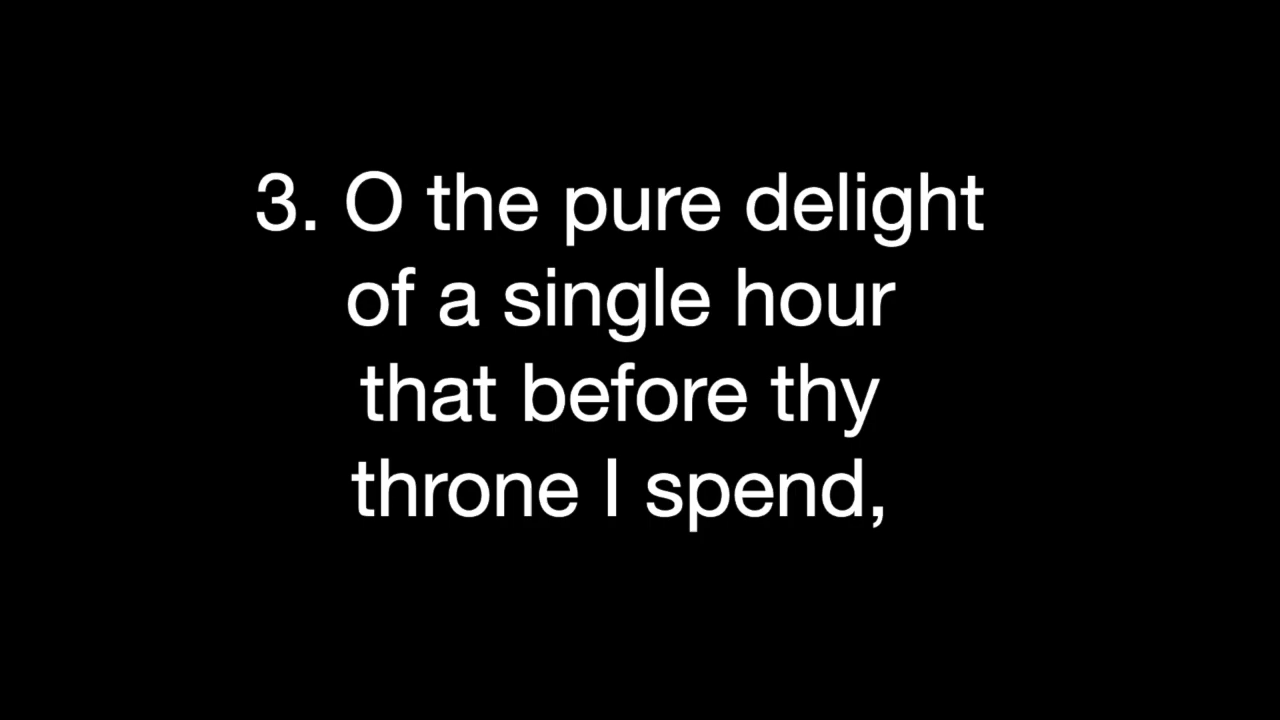 3. O the pure delight
of a single hour
that before thy
throne I spend,